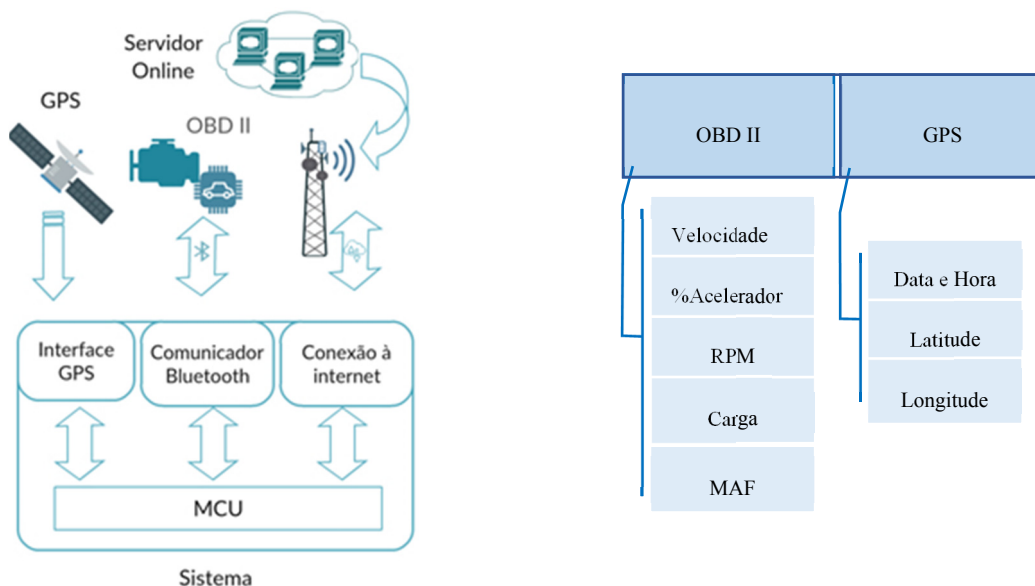 Servidor
Online
GPS
OBD II
Interface
GPS
Comunicador
Bluetooth
Conexão à
internet
MCU
Sistema
OBD II
GPS
Velocidade
%Acelerador
RPM
Carga
MAF
Data e Hora
Latitude
Longitude